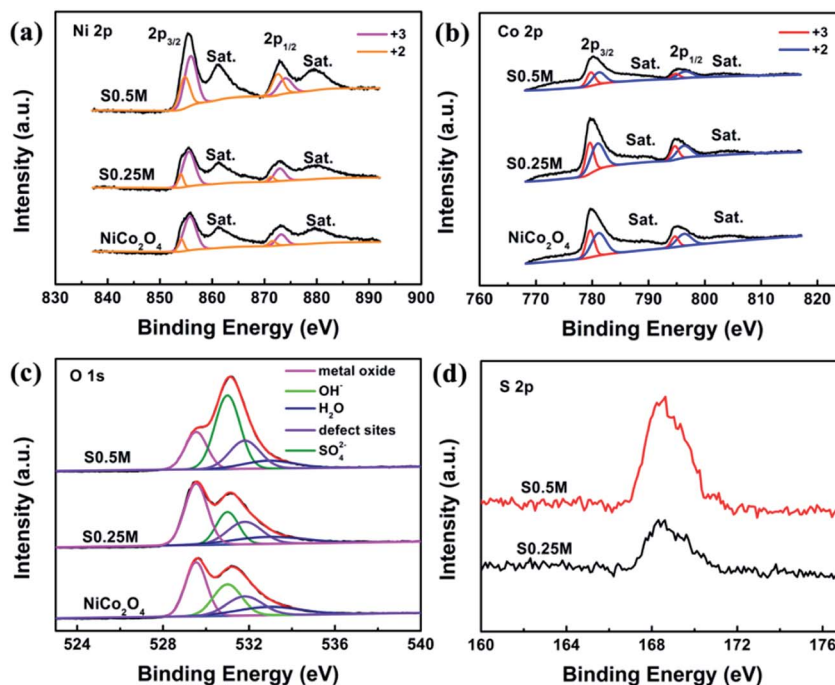 (a)
Ni 2p
2p3/2
2p1/2
+3
+2
Sat.
Sat.
S0.5M
Sat.
Sat.
S0.25M
Sat.
Sat.
NiCo2O4
Intensity (a.u.)
830 840 850 860 870 880 890 900
Binding Energy (eV)
(b)
Co 2p
2p3/2
2p1/2
+3
+2
S0.5M
Sat.
Sat.
S0.25M
Sat.
Sat.
NiCo2O4
Sat.
Sat.
Intensity (a.u.)
760 770 780 790 800 810 820
Binding Energy (eV)
(c)
O 1s
metal oxide
OH-
H2O
defect sites
SO4 2-
S0.5M
S0.25M
NiCo2O4
Intensity (a.u.)
524 528 532 536 540
Binding Energy (eV)
(d)
S 2p
S0.5M
S0.25M
Intensity (a.u.)
160 164 168 172 176
Binding Energy (eV)